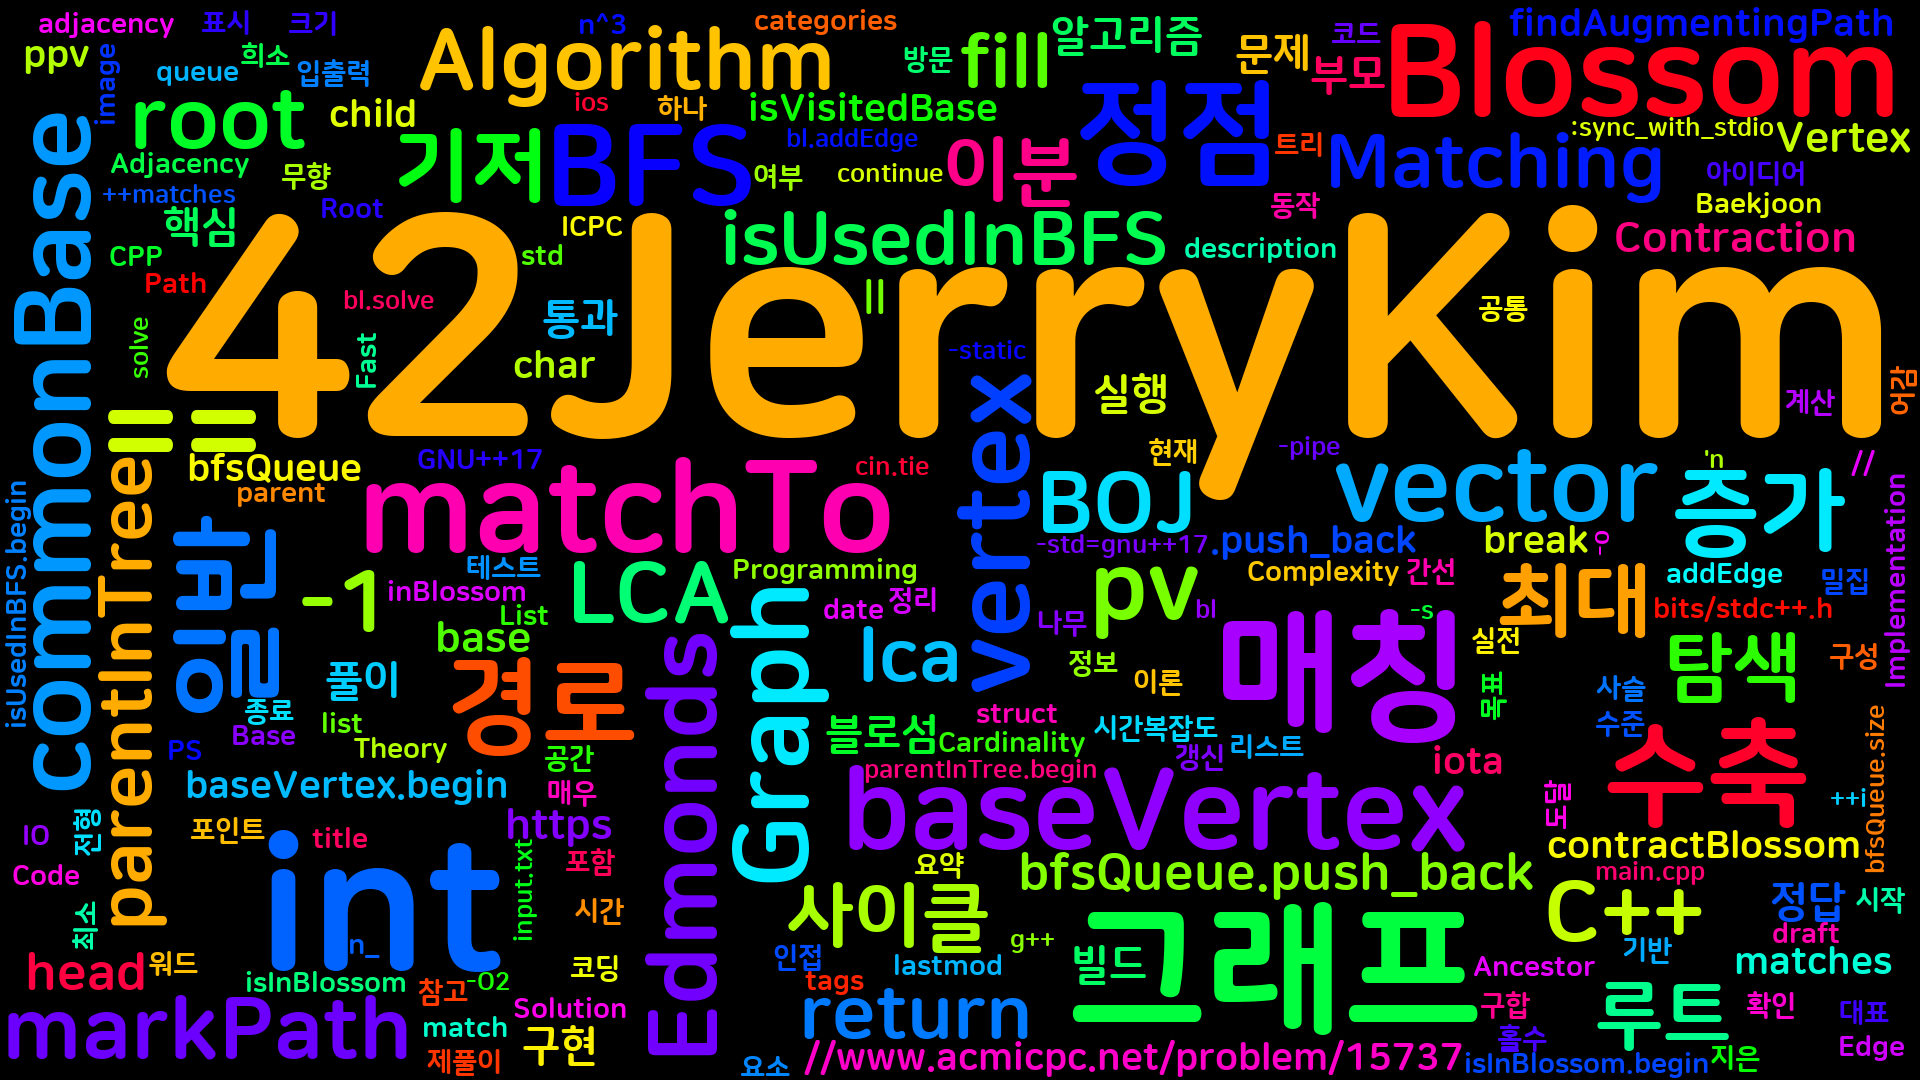 adjacency
표시
크기
n^3
categories
알고리즘
findAugmentingPath
ppv
image
희소
queue
입출력
Algorithm
방문
fill
문제
코드
부모
Blossom
root
child
ios
하나
isVisitedBase
정점
:sync_with_stdio
Vertex
commonBase
Adjacency
무향
기저
BFS
bl.addEdge
여부
continue
이분
트리
Matching
아이디어
++matches
Root
핵심
ICPC
isUsedInBFS
동작
Baekjoon
CPP
std
description
Contraction
Path
42JerryKim
bl.solve
통과
||
공통
solve
Fast
char
-static
vertex
실행
계산
어감
==
bfsQueue
GNU++17
matchTo
cin.tie
현재
-pipe
vector
'n
//
parent
BOJ
증가
isUsedInBFS.begin
parentInTree
일반
테스트
-std=gnu++17
.push_back
break
Implementation
-1
inBlossom
List
LCA
Programming
Graph
pv
Complexity
간선
최대
addEdge
밀집
base
date
정리
나무
bl
-s
bits/stdc++.h
풀이
경로
Edmonds
lca
정보
이론
매칭
실전
탐색
구성
종료
list
Base
struct
시간복잡도
목표
사슬
수준
PS
Theory
공간
블로섬
Cardinality
갱신
리스트
iota
수축
bfsQueue.size
baseVertex.begin
매우
parentInTree.begin
baseVertex
도달
++i
IO
전형
포인트
title
https
contractBlossom
Code
int
input.txt
포함
요약
bfsQueue.push_back
main.cpp
최소
시간
사이클
그래프
C++
정답
시작
n_
g++
빌드
기반
draft
head
워드
isInBlossom
참고
-O2
코딩
인접
lastmod
tags
Ancestor
matches
markPath
match
Solution
return
구합
루트
확인
대표
제풀이
구현
요소
//www.acmicpc.net/problem/15737
홀수
isInBlossom.begin
지은
Edge